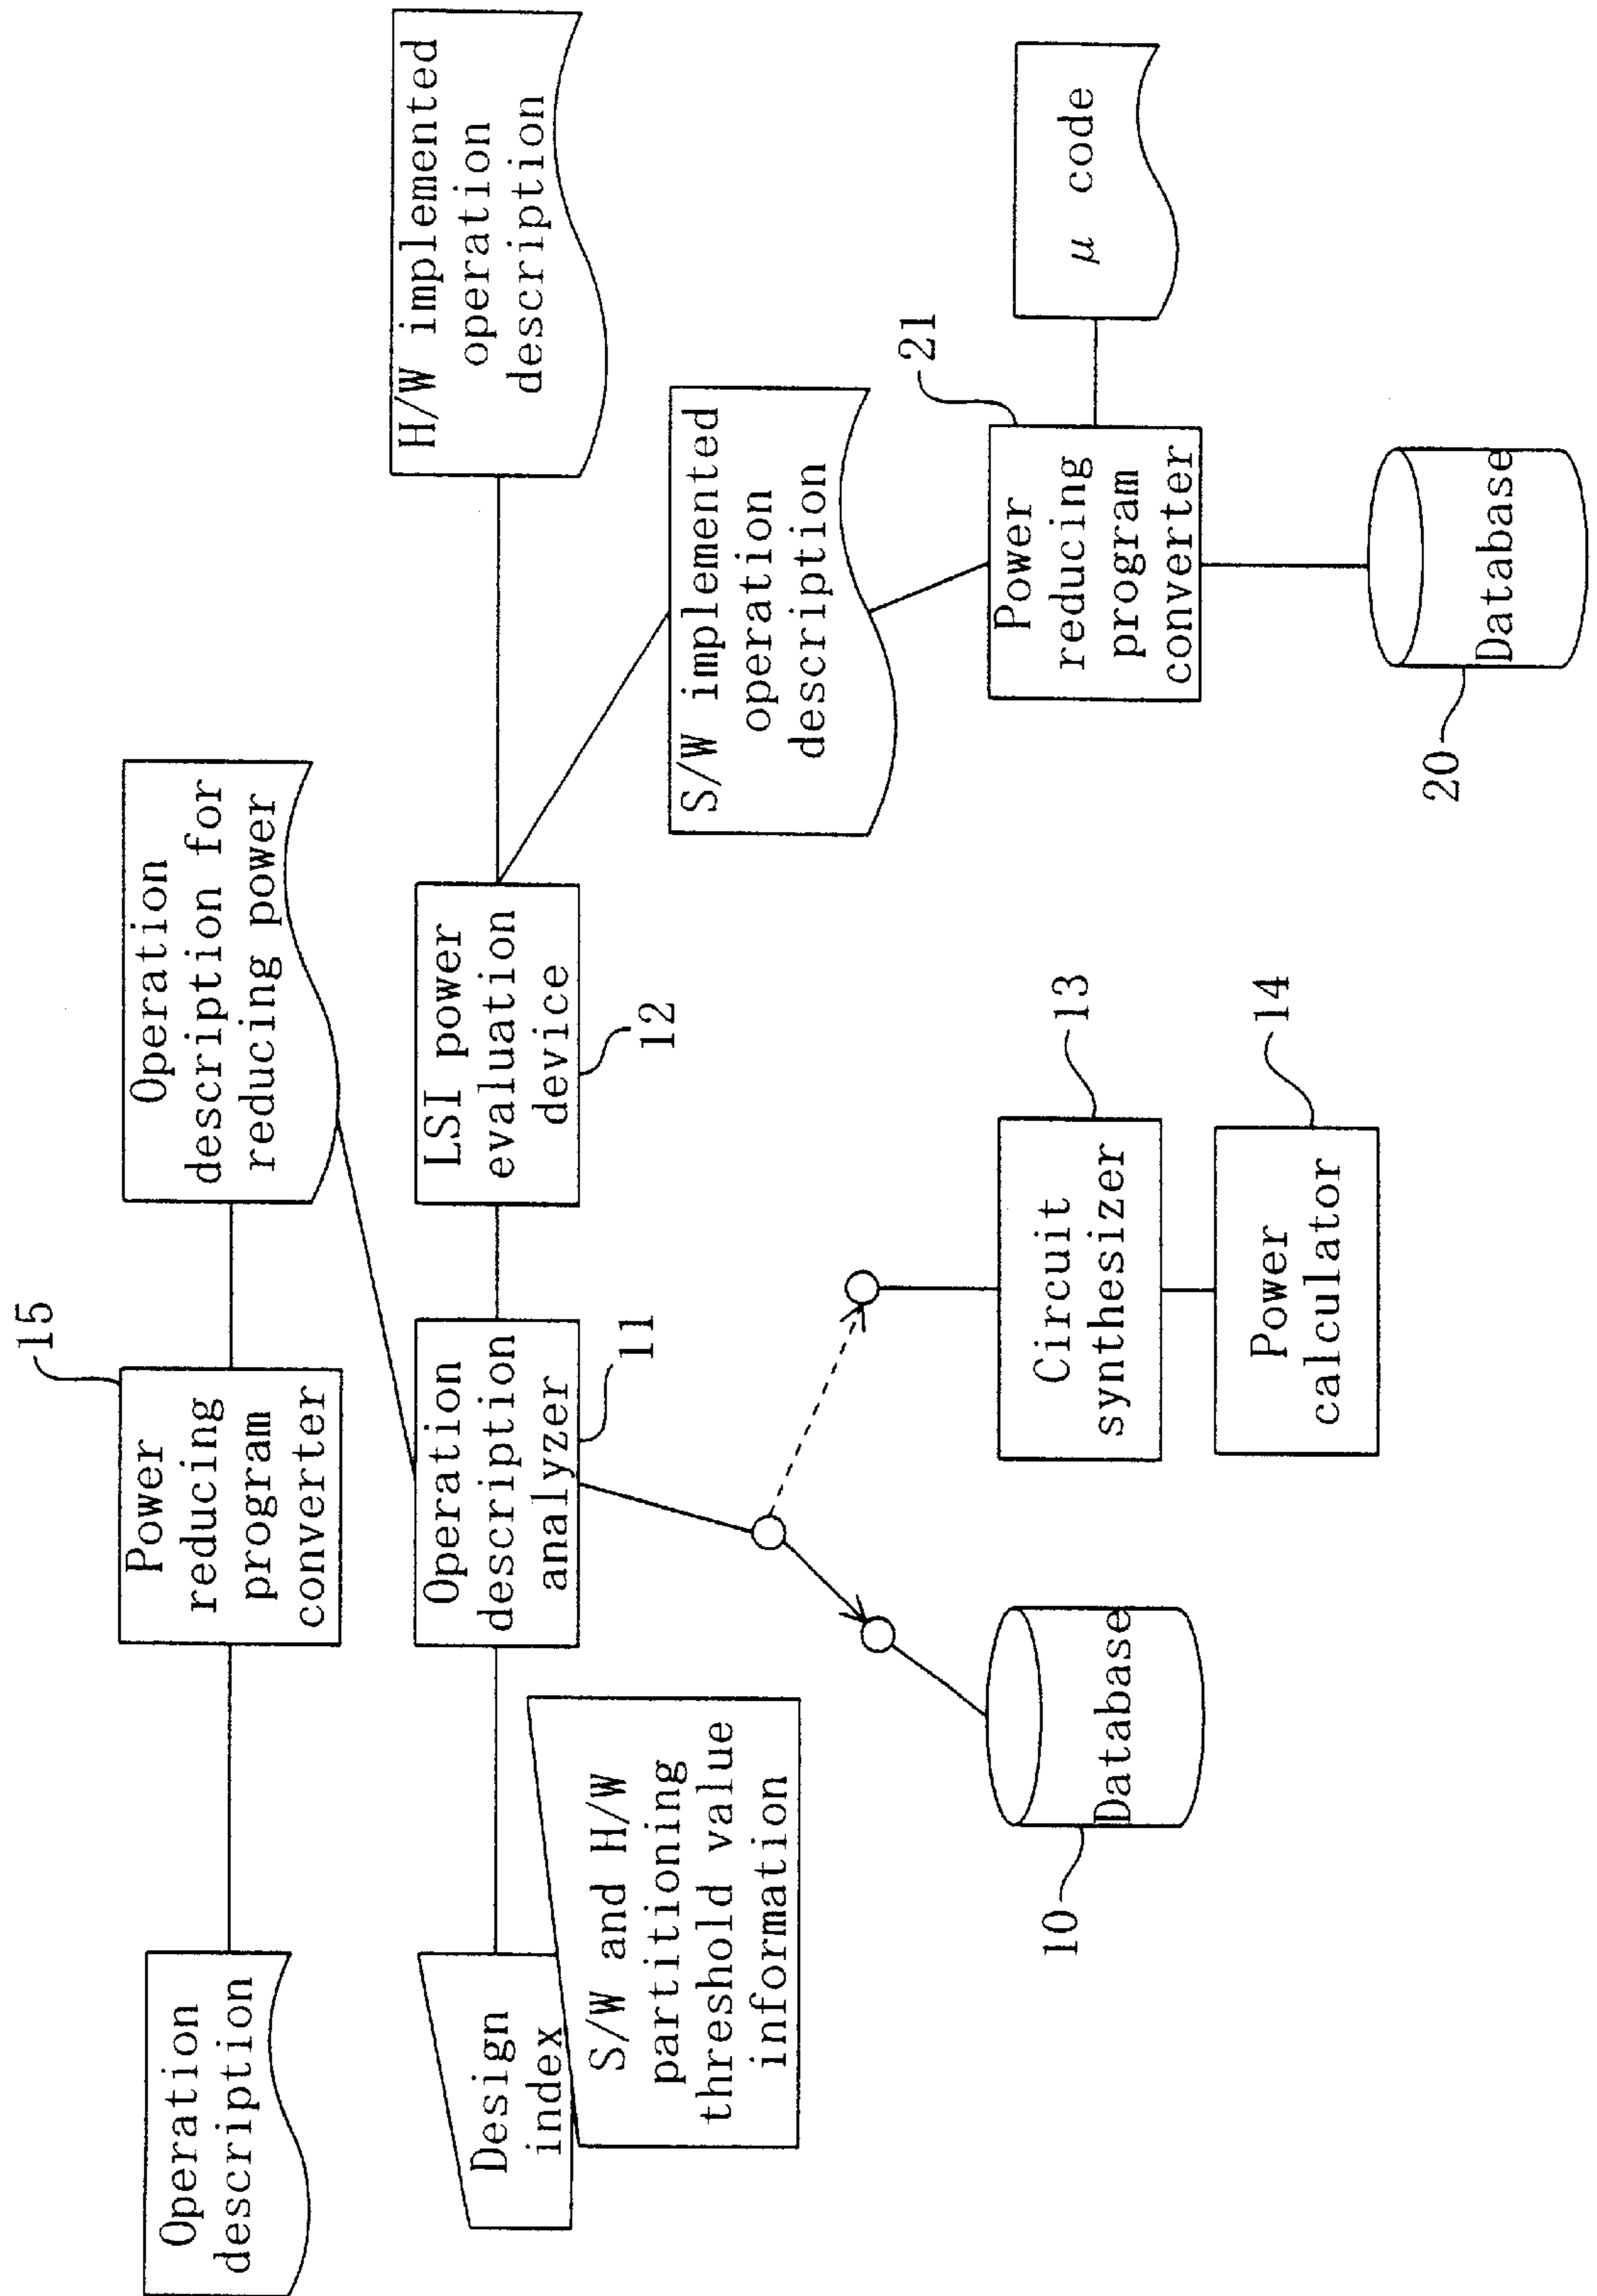 Operation
description
15
Power
reducing
program
converter
Operation
description for
reducing power
Design
index
S/W and H/W
partitioning
threshold value
information
Operation
description
analyzer
11
LSI power
evaluation
device
12
H/W implemented
operation
description
S/W implemented
operation
description
10
Database
Circuit
synthesizer
13
Power
calculator
14
Power
reducing
program
converter
21
μ code
20
Database